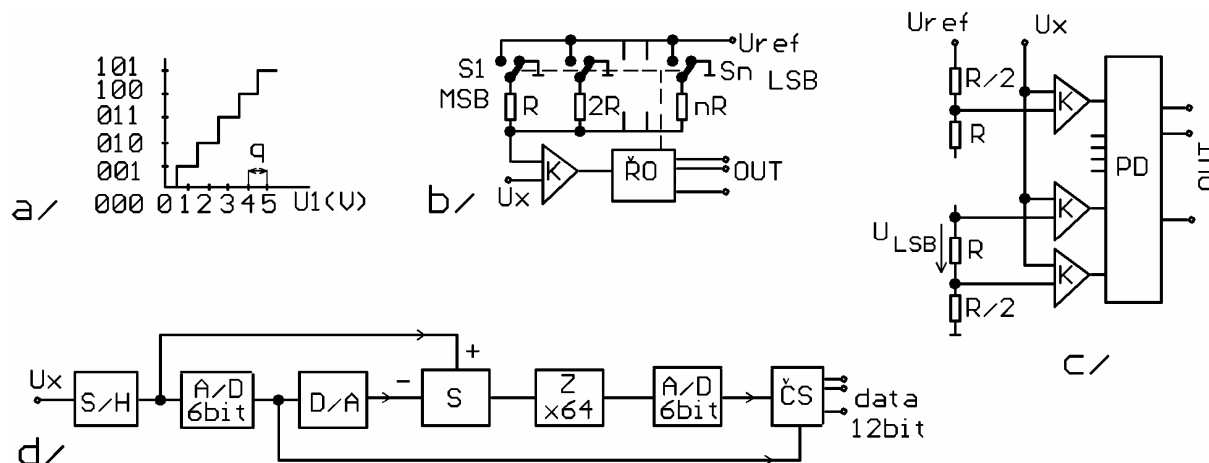 101
100
011
010
001
000
0 1 2 3 4 5 U1(V)
q
a/
Uref
S1
Sn
MSB
LSB
R
2R
nR
K
ŘO
OUT
Ux
b/
Uref
Ux
R/2
R
K
PD
OUT
K
ULSB
R
K
R/2
c/
Ux
S/H
A/D
6bit
D/A
+
-
S
Z
x64
A/D
6bit
ČS
data
12bit
d/